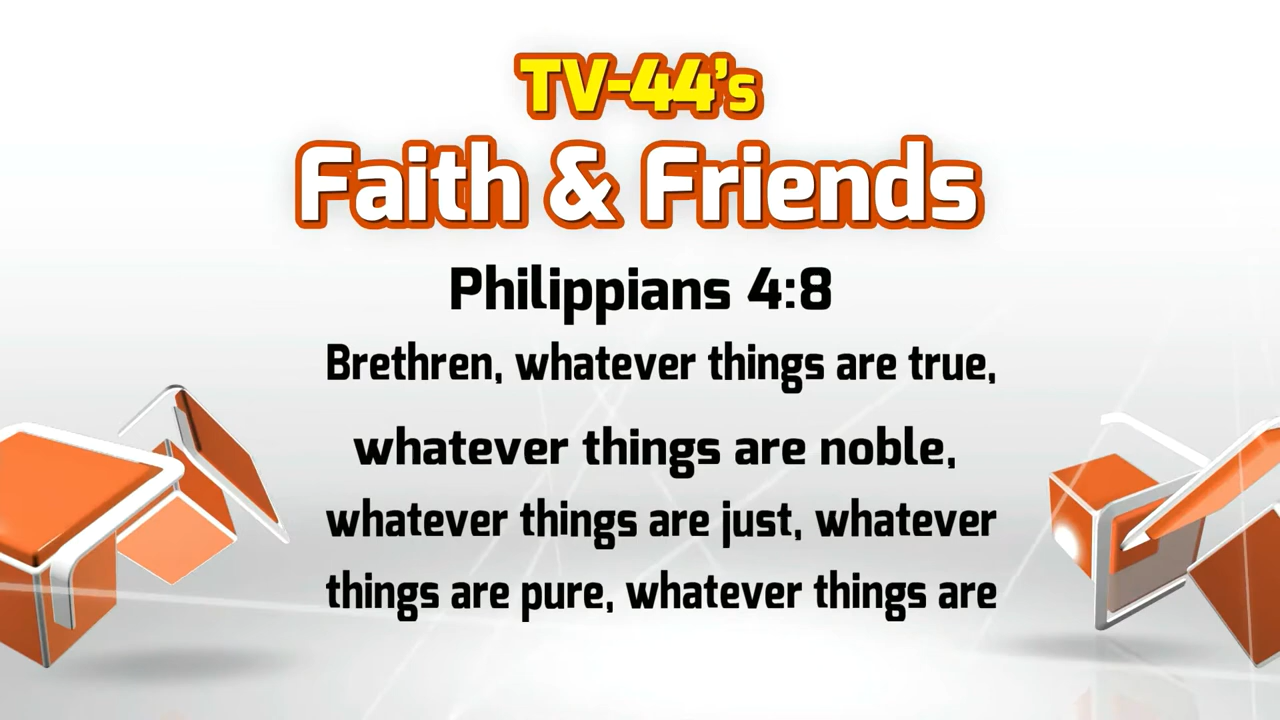 TV-44's
Faith & Friends
Philippians 4:8
Brethren, whatever things are true,
whatever things are noble,
whatever things are just, whatever
things are pure, whatever things are